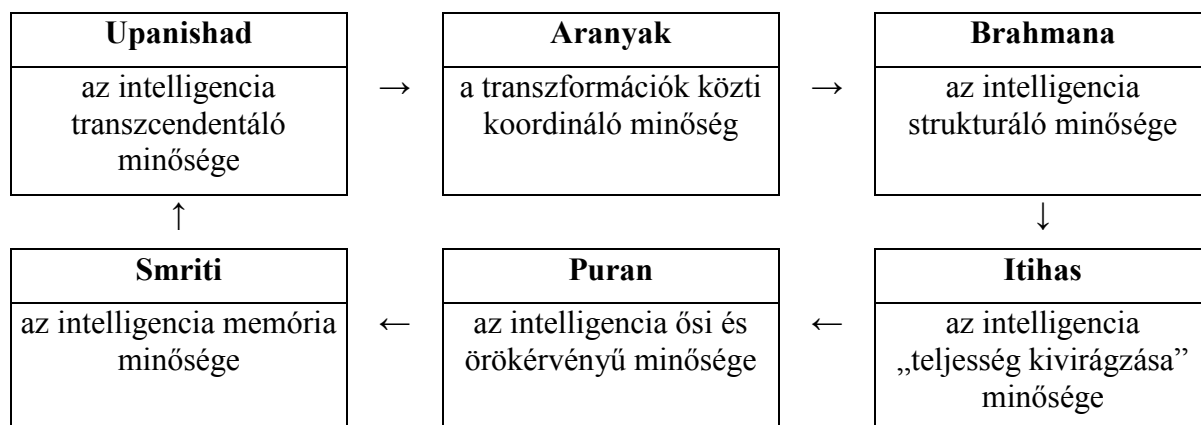 Upanishad
az intelligencia
transzcendentáló
minősége
→
Aranyak
a transzformációk közti
koordináló minőség
→
Brahmana
az intelligencia
strukturáló minősége
↑
↓
Smriti
az intelligencia memória
minősége
←
Puran
az intelligencia ősi és
örökérvényű minősége
←
Itihas
az intelligencia
„teljesség kivirágzása”
minősége